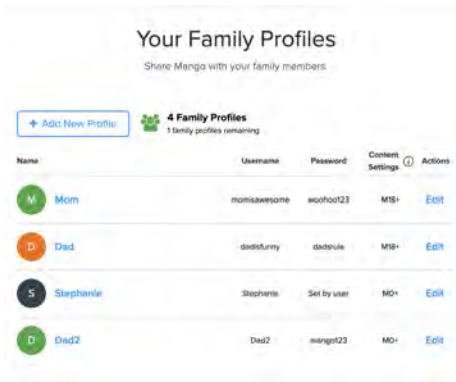 Your Family Profiles
Share Mango with your family members
+ Add New Profile
4 Family Profiles
1 family profiles remaining
Name Username Password Content Settings i Actions
M Mom momisawesome woohoo123 M18+ Edit
D Dad dadisfunny dadsrule M18+ Edit
S Stephanie Stephanie Set by user M0+ Edit
D Dad2 Dad2 mango123 M0+ Edit